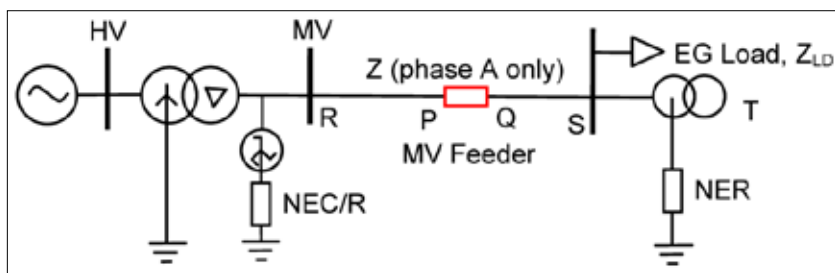 HV
MV
Z (phase A only)
EG Load, Z_LD
R
P
Q
S
T
MV Feeder
NEC/R
NER